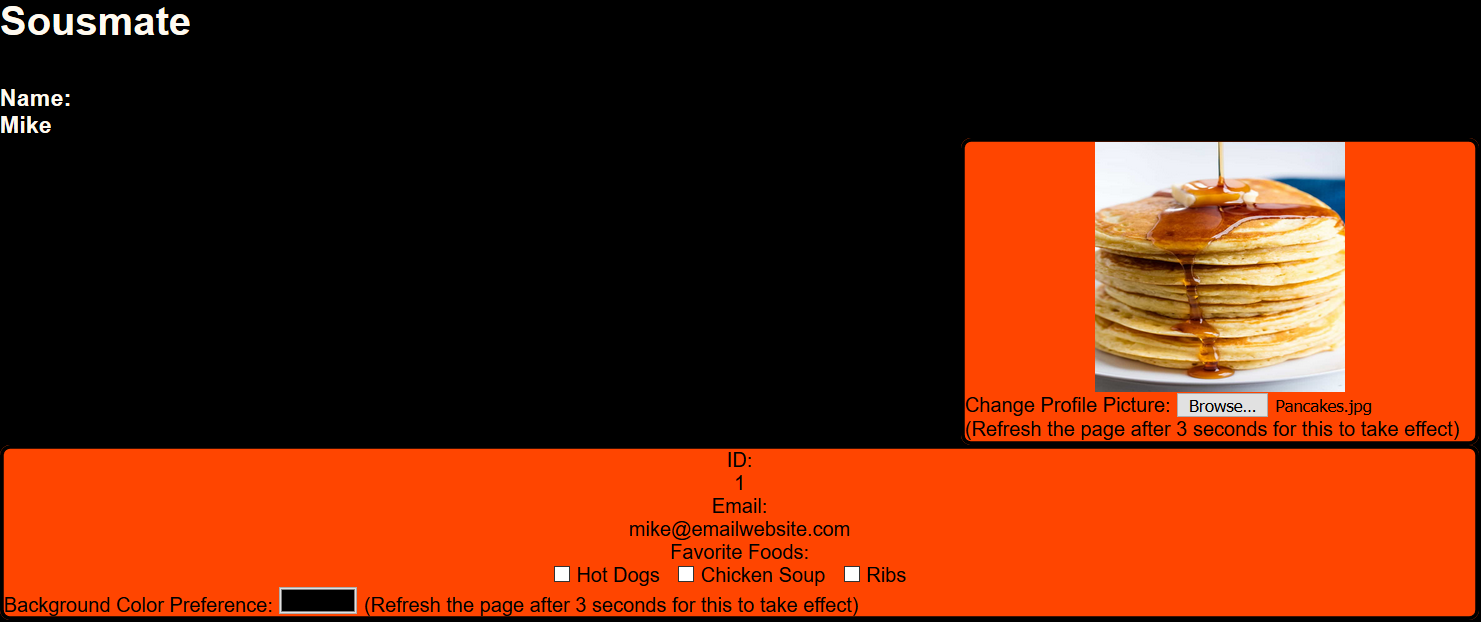 Sousmate
Name:
Mike
Change Profile Picture: Browse... Pancakes.jpg
(Refresh the page after 3 seconds for this to take effect)
ID:
1
Email:
mike@emailwebsite.com
Favorite Foods:
Hot Dogs Chicken Soup Ribs
Background Color Preference: (Refresh the page after 3 seconds for this to take effect)